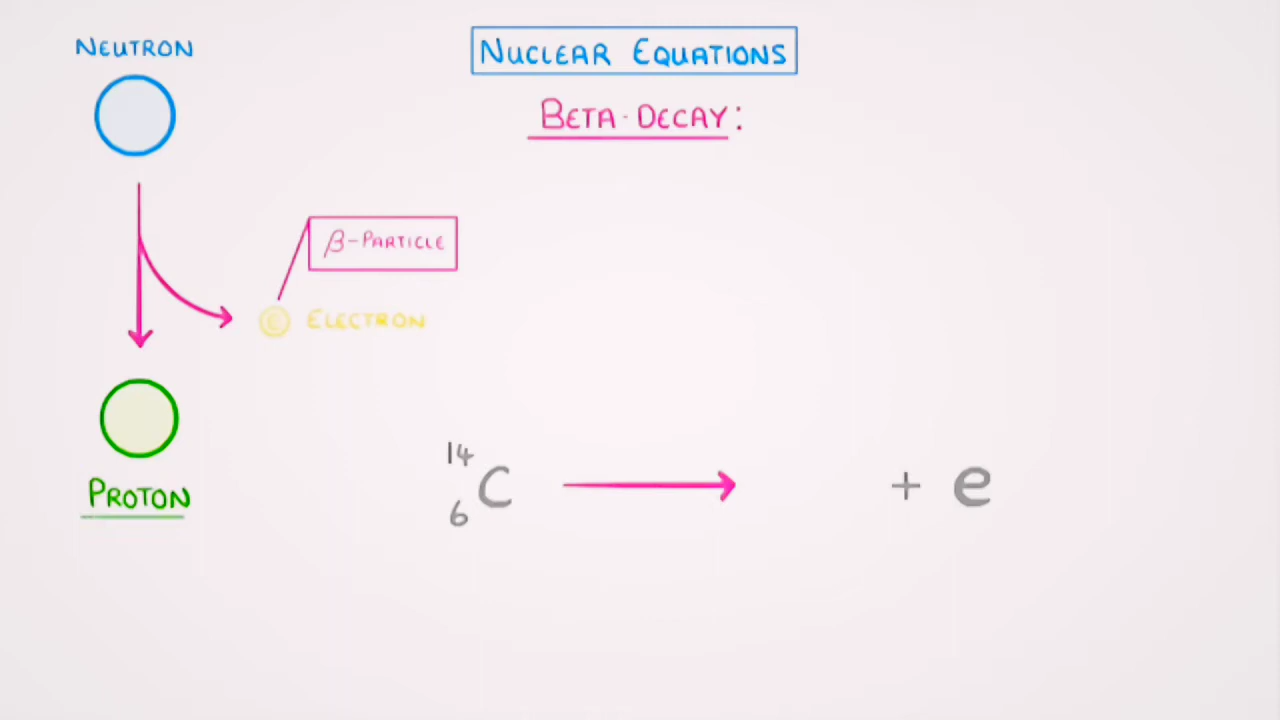 NEUTRON
NUCLEAR EQUATIONS
BETA-DECAY:
β-PARTICLE
E ELECTRON
PROTON
14
6 C → + e